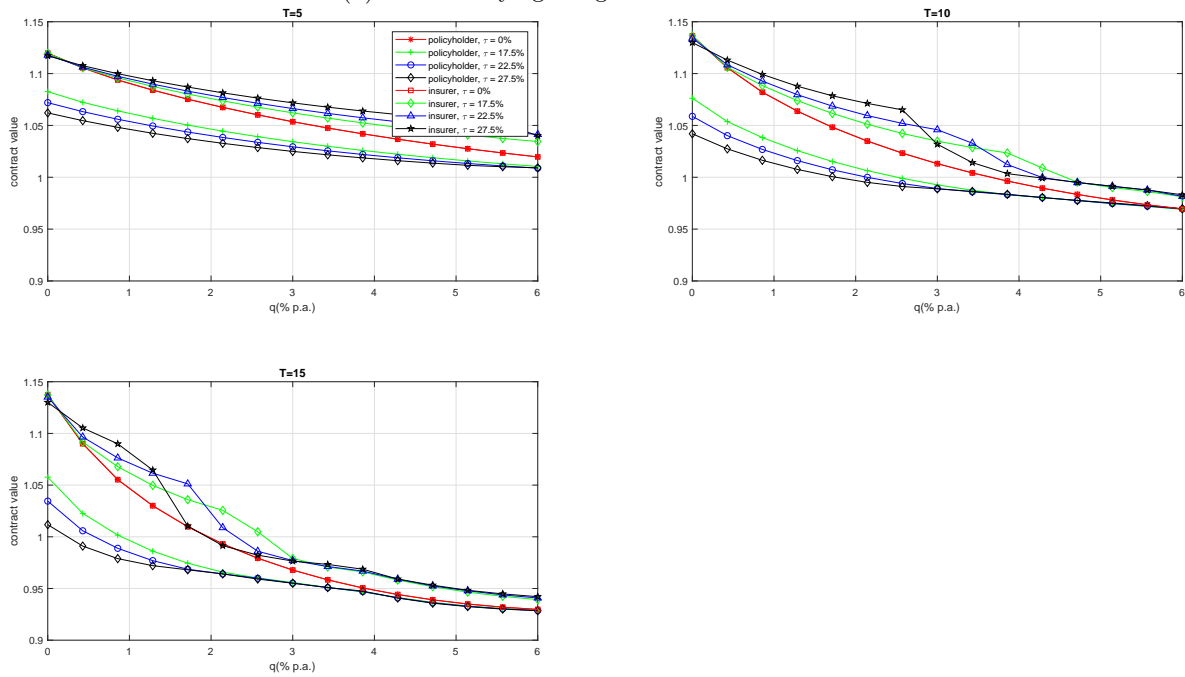 T=5
1.15
1.1
1.05
1
0.95
0.9
contract value
0
1
2
3
4
5
6
q(% p.a.)
policyholder, τ = 0%
policyholder, τ = 17.5%
policyholder, τ = 22.5%
policyholder, τ = 27.5%
insurer, τ = 0%
insurer, τ = 17.5%
insurer, τ = 22.5%
insurer, τ = 27.5%
T=10
1.15
1.1
1.05
1
0.95
0.9
contract value
0
1
2
3
4
5
6
q(% p.a.)
T=15
1.15
1.1
1.05
1
0.95
0.9
contract value
0
1
2
3
4
5
6
q(% p.a.)